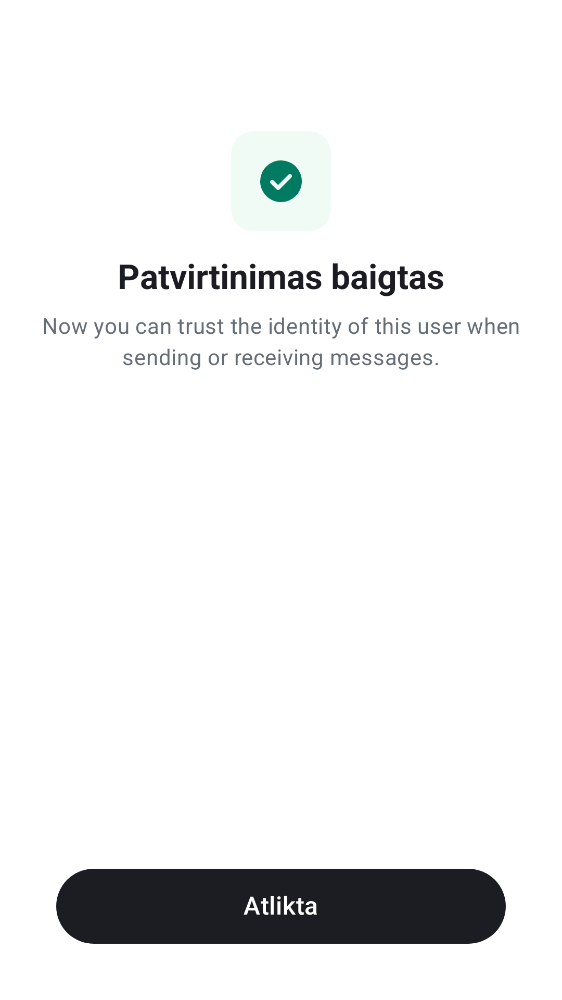 Patvirtinimas baigtas
Now you can trust the identity of this user when
sending or receiving messages.
Atlikta